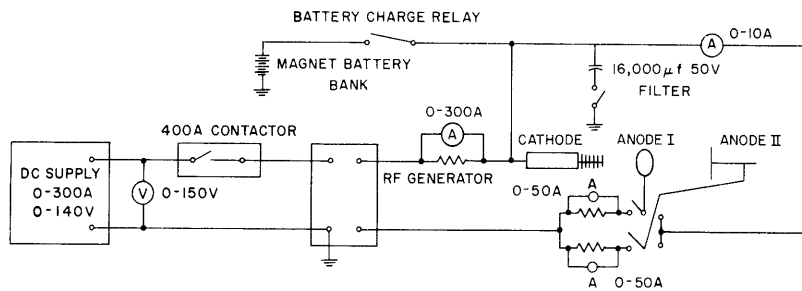 BATTERY CHARGE RELAY
A
0-10A
MAGNET BATTERY
BANK
16,000μf 50V
FILTER
0-300A
400A CONTACTOR
A
CATHODE
ANODE I
ANODE II
DC SUPPLY
0-300A
0-140V
V
0-150V
RF GENERATOR
0-50A
A
A
0-50A